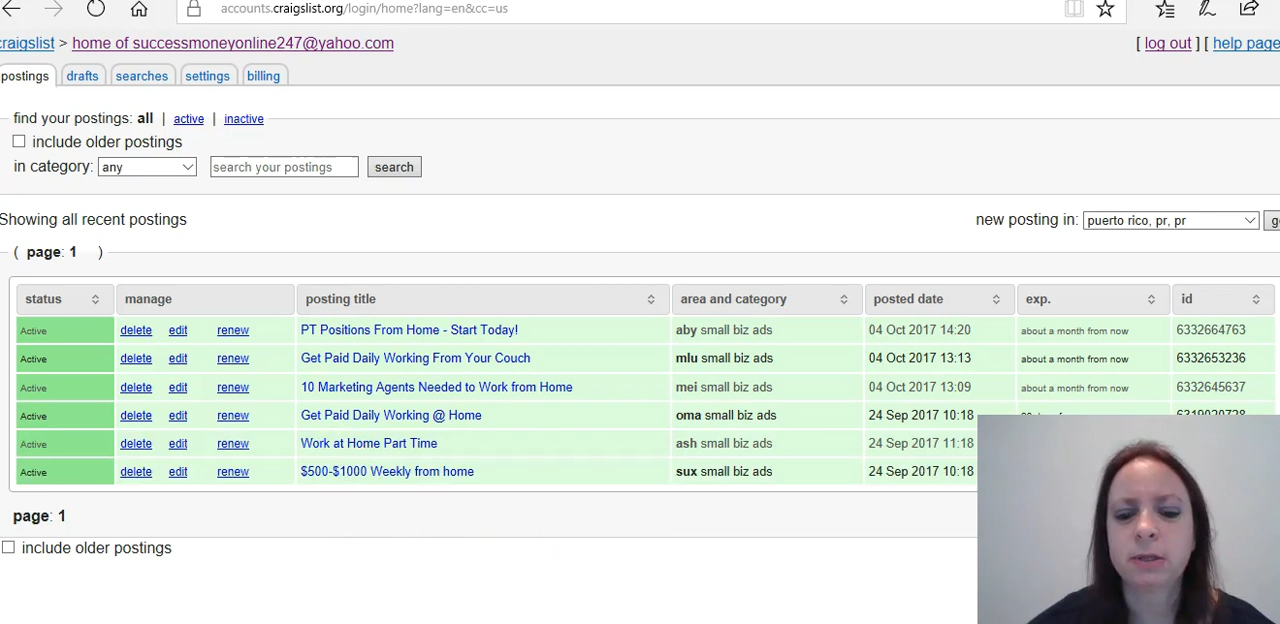 accounts.craigslist.org/login/home?lang=en&cc=us
craigslist > home of successmoneyonline247@yahoo.com [ log out ] [ help page
postings drafts searches settings billing
find your postings: all | active | inactive
include older postings
in category: any search your postings search
Showing all recent postings new posting in: puerto rico, pr, pr
( page: 1 )
status manage posting title area and category posted date exp. id
Active delete edit renew PT Positions From Home - Start Today! aby small biz ads 04 Oct 2017 14:20 about a month from now 6332664763
Active delete edit renew Get Paid Daily Working From Your Couch mlu small biz ads 04 Oct 2017 13:13 about a month from now 6332653236
Active delete edit renew 10 Marketing Agents Needed to Work from Home mei small biz ads 04 Oct 2017 13:09 about a month from now 6332645637
Active delete edit renew Get Paid Daily Working @ Home oma small biz ads 24 Sep 2017 10:18
Active delete edit renew Work at Home Part Time ash small biz ads 24 Sep 2017 11:18
Active delete edit renew $500-$1000 Weekly from home sux small biz ads 24 Sep 2017 10:18
page: 1
include older postings